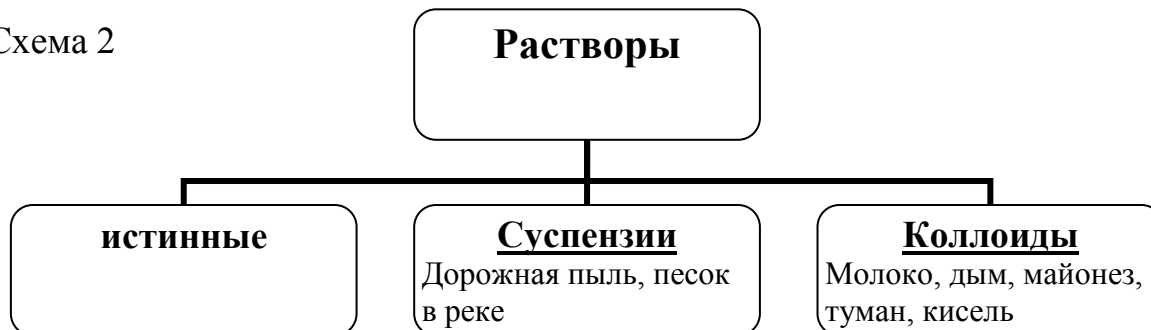 Схема 2
Растворы
истинные
Суспензии
Дорожная пыль, песок
в реке
Коллоиды
Молоко, дым, майонез,
туман, кисель